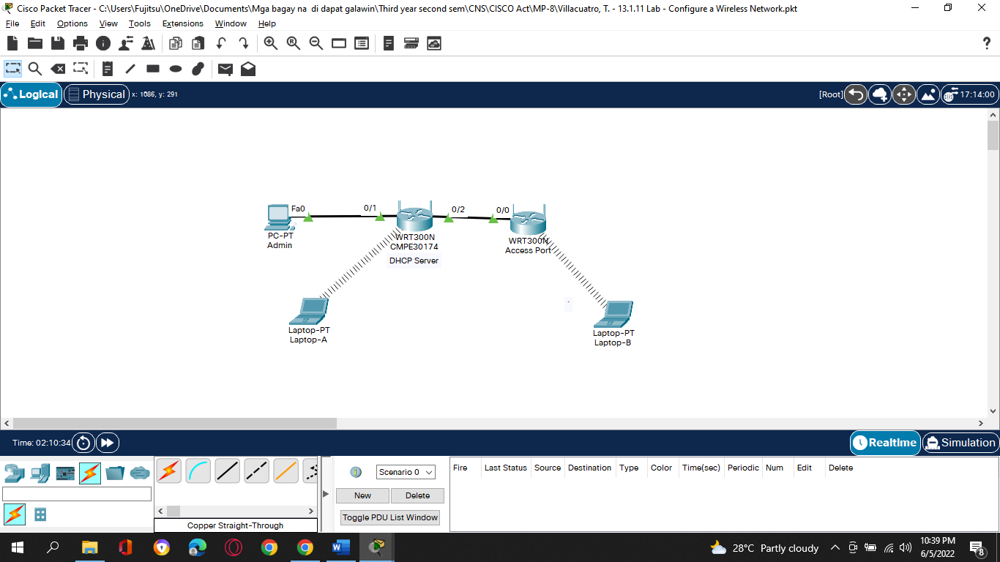 Cisco Packet Tracer - C:\Users\Fujitsu\OneDrive\Documents\Mga bagay na  di dapat galawin\Third year second sem\CNS\CISCO Act\MP-8\Villacuatro, T. - 13.1.11 Lab - Configure a Wireless Network.pkt
File Edit Options View Tools Extensions Window Help
Logical Physical x: 1086, y: 291 [Root] 17:14:00
Fa0 0/1 0/2 0/0
PC-PT
Admin
WRT300N
CMPE30174
DHCP Server
WRT300N
Access Port
Laptop-PT
Laptop-A
Laptop-PT
Laptop-B
Time: 02:10:34 Realtime Simulation
Scenario 0
New Delete
Toggle PDU List Window
Fire Last Status Source Destination Type Color Time(sec) Periodic Num Edit Delete
Copper Straight-Through
28°C Partly cloudy
10:39 PM
6/5/2022
8